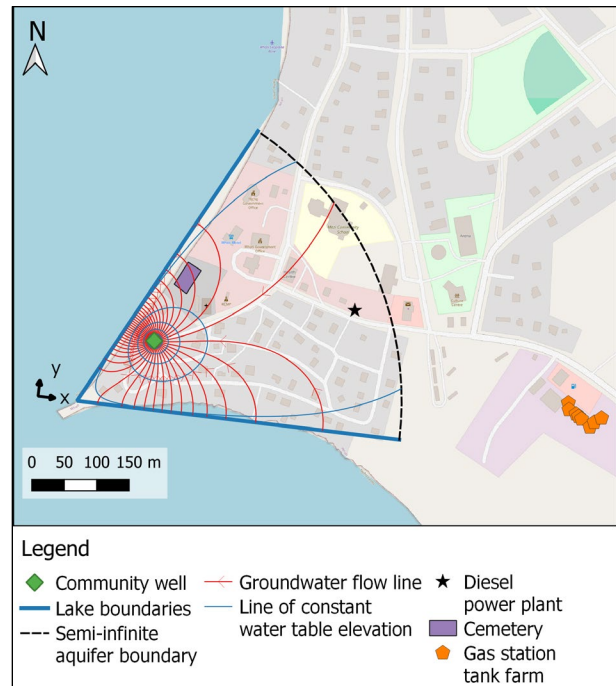 N
y
x
0 50 100 150 m
Legend
Community well
Lake boundaries
Semi-infinite
aquifer boundary
Groundwater flow line
Line of constant
water table elevation
Diesel
power plant
Cemetery
Gas station
tank farm